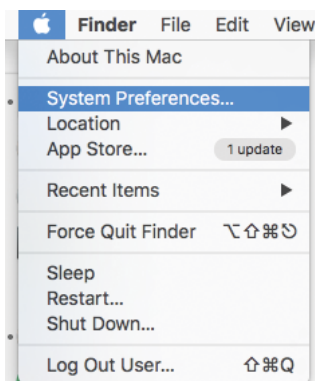 Finder File Edit View
About This Mac
System Preferences...
Location
App Store... 1 update
Recent Items
Force Quit Finder ⌥⇧⌘⎋
Sleep
Restart...
Shut Down...
Log Out User... ⇧⌘Q